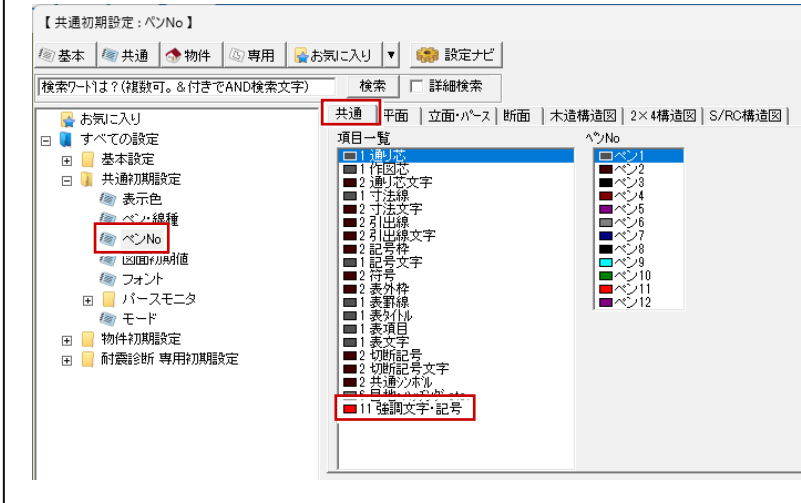 【 共通初期設定 : ペンNo 】
基本 共通 物件 専用 お気に入り ▼ 設定ナビ
検索ワードは？(複数可。＆付きでAND検索文字) 検索 詳細検索
お気に入り
すべての設定
基本設定
共通初期設定
表示色
ペン・線種
ペンNo
図面初期値
フォント
パースモニタ
モード
物件初期設定
耐震診断 専用初期設定
共通 平面 立面・パース 断面 木造構造図 2×4構造図 S/RC構造図
項目一覧
1 通り芯
1 作図芯
2 通り芯文字
1 寸法線
2 寸法文字
2 引出線
2 引出線文字
2 記号枠
1 記号文字
2 符号
2 表外枠
1 表罫線
1 表タイトル
1 表項目
1 表文字
2 切断記号
2 切断記号文字
2 共通シンボル
11 強調文字・記号
ペンNo
ペン1
ペン2
ペン3
ペン4
ペン5
ペン6
ペン7
ペン8
ペン9
ペン10
ペン11
ペン12